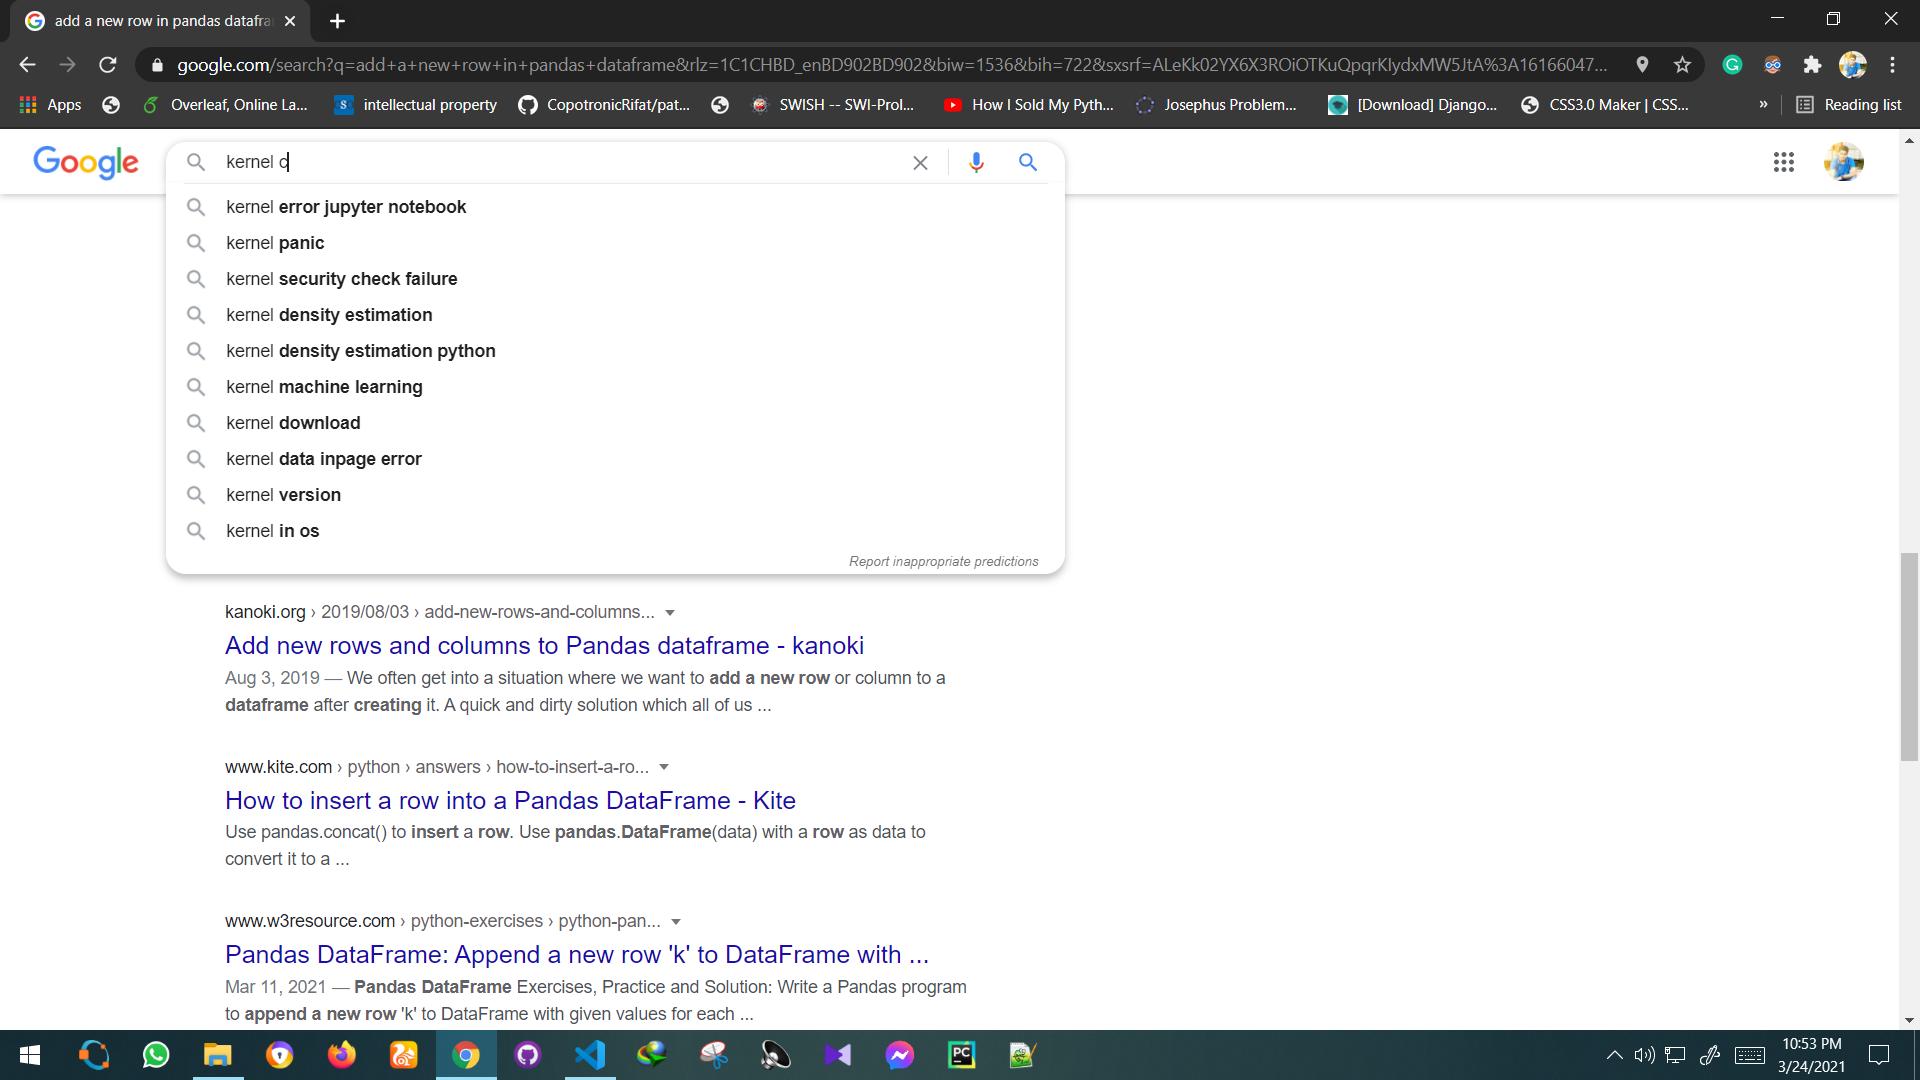 add a new row in pandas datafra
google.com/search?q=add+a+new+row+in+pandas+dataframe&rlz=1C1CHBD_enBD902BD902&biw=1536&bih=722&sxsrf=ALeKk02YX6X3ROiOTKuQpqrKIydxMW5JtA%3A16166047...
Apps Overleaf, Online La... intellectual property CopotronicRifat/pat... SWISH -- SWI-Prol... How I Sold My Pyth... Josephus Problem... [Download] Django... CSS3.0 Maker | CSS... » Reading list
Google kernel c
kernel error jupyter notebook
kernel panic
kernel security check failure
kernel density estimation
kernel density estimation python
kernel machine learning
kernel download
kernel data inpage error
kernel version
kernel in os
Report inappropriate predictions
kanoki.org › 2019/08/03 › add-new-rows-and-columns...
Add new rows and columns to Pandas dataframe - kanoki
Aug 3, 2019 — We often get into a situation where we want to add a new row or column to a
dataframe after creating it. A quick and dirty solution which all of us ...
www.kite.com › python › answers › how-to-insert-a-ro...
How to insert a row into a Pandas DataFrame - Kite
Use pandas.concat() to insert a row. Use pandas.DataFrame(data) with a row as data to
convert it to a ...
www.w3resource.com › python-exercises › python-pan...
Pandas DataFrame: Append a new row 'k' to DataFrame with ...
Mar 11, 2021 — Pandas DataFrame Exercises, Practice and Solution: Write a Pandas program
to append a new row 'k' to DataFrame with given values for each ...
10:53 PM
3/24/2021